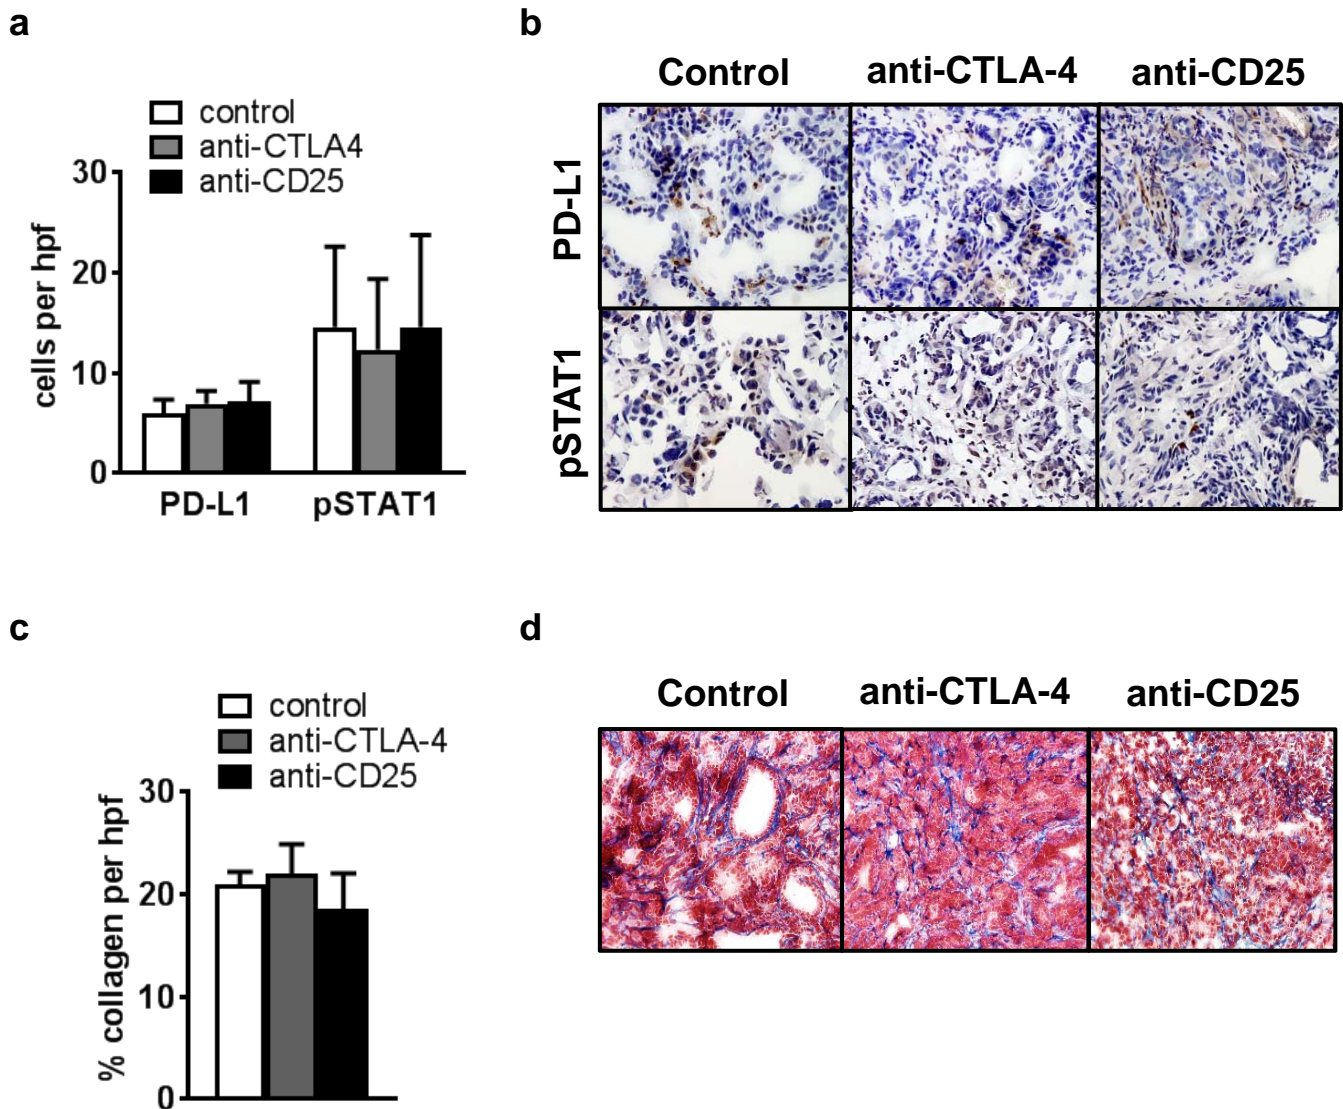 a
control
anti-CTLA4
anti-CD25
30
20
10
0
cells per hpf
PD-L1 pSTAT1
b
Control anti-CTLA-4 anti-CD25
PD-L1
pSTAT1
c
control
anti-CTLA-4
anti-CD25
30
20
10
0
% collagen per hpf
d
Control anti-CTLA-4 anti-CD25